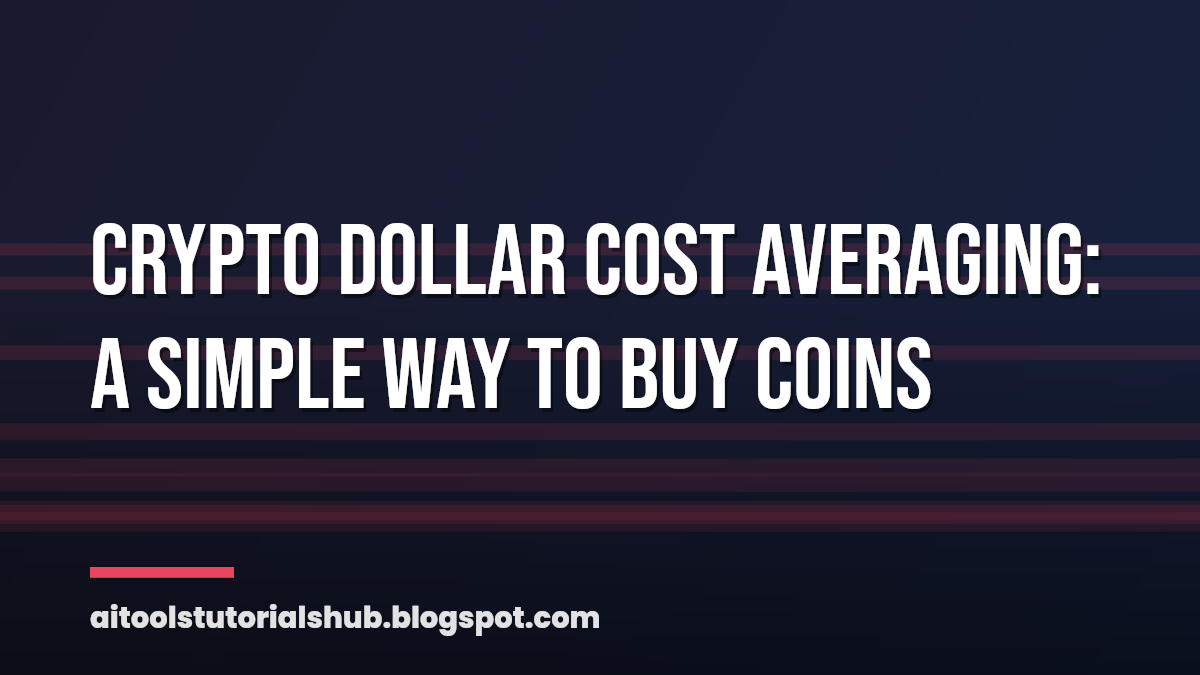 CRYPTO DOLLAR COST AVERAGING:
A SIMPLE WAY TO BUY COINS
aitoolstutorialshub.blogspot.com